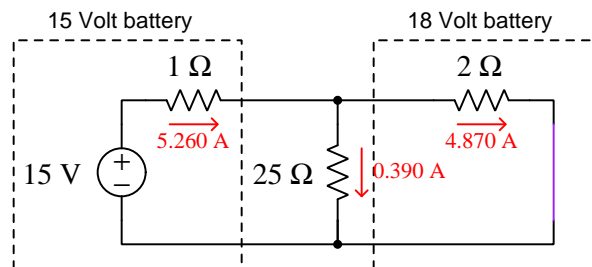 15 Volt battery
18 Volt battery
1 Ω
2 Ω
5.260 A
4.870 A
15 V
+
−
25 Ω
0.390 A